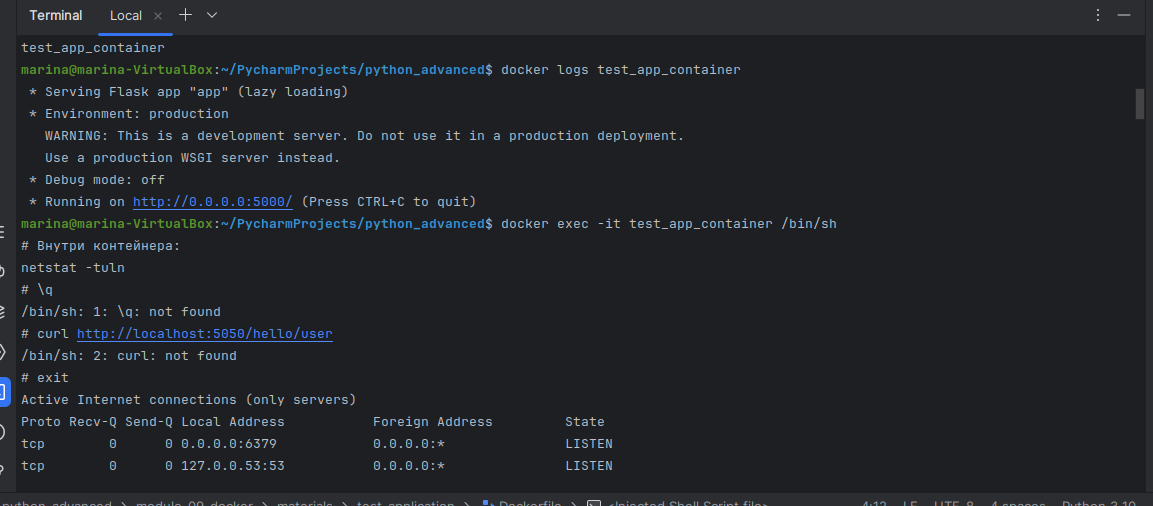 Terminal Local
test_app_container
marina@marina-VirtualBox:~/PycharmProjects/python_advanced$ docker logs test_app_container
 * Serving Flask app "app" (lazy loading)
 * Environment: production
   WARNING: This is a development server. Do not use it in a production deployment.
   Use a production WSGI server instead.
 * Debug mode: off
 * Running on http://0.0.0.0:5000/ (Press CTRL+C to quit)
marina@marina-VirtualBox:~/PycharmProjects/python_advanced$ docker exec -it test_app_container /bin/sh
# Внутри контейнера:
netstat -tuln
# \q
/bin/sh: 1: \q: not found
# curl http://localhost:5050/hello/user
/bin/sh: 2: curl: not found
# exit
Active Internet connections (only servers)
Proto Recv-Q Send-Q Local Address           Foreign Address         State
tcp        0      0 0.0.0.0:6379            0.0.0.0:*               LISTEN
tcp        0      0 127.0.0.53:53           0.0.0.0:*               LISTEN
python_advanced > module_00_docker > materials > test_application > Dockerfile > <Injected Shell Script file> 4:12 LF UTF-8 4 spaces Python 3.10